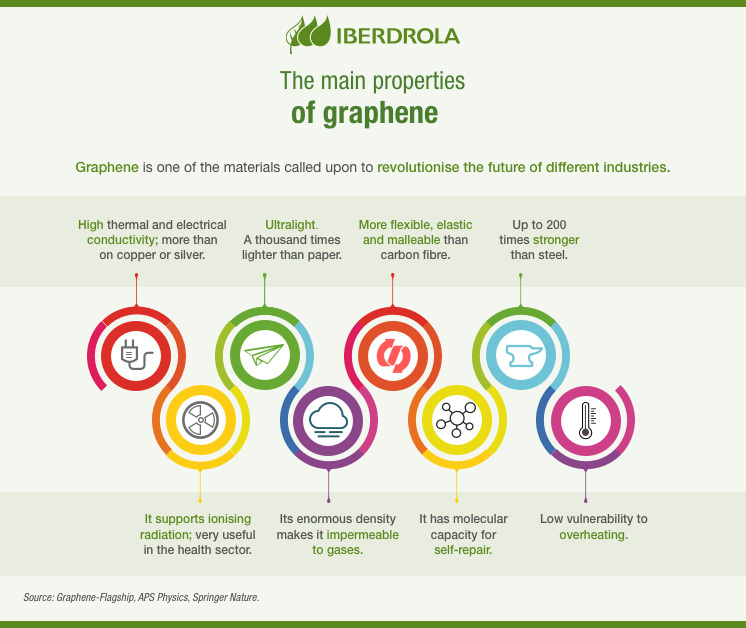 IBERDROLA
The main properties
of graphene
Graphene is one of the materials called upon to revolutionise the future of different industries.
High thermal and electrical
conductivity; more than
on copper or silver.
Ultralight.
A thousand times
lighter than paper.
More flexible, elastic
and malleable than
carbon fibre.
Up to 200
times stronger
than steel.
It supports ionising
radiation; very useful
in the health sector.
Its enormous density
makes it impermeable
to gases.
It has molecular
capacity for
self-repair.
Low vulnerability to
overheating.
Source: Graphene-Flagship, APS Physics, Springer Nature.